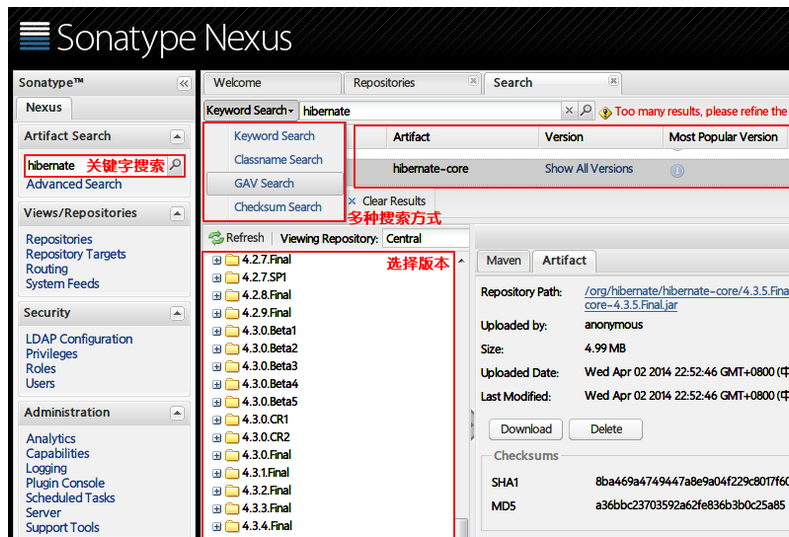 Sonatype Nexus
Sonatype™
Welcome
Repositories
Search
Nexus
Keyword Search
hibernate
Too many results, please refine the
Artifact Search
Keyword Search
Artifact
Version
Most Popular Version
hibernate
关键字搜索
Classname Search
hibernate-core
Show All Versions
Advanced Search
GAV Search
Checksum Search
Clear Results
多种搜索方式
Views/Repositories
Repositories
Repository Targets
Routing
System Feeds
Refresh
Viewing Repository:
Central
选择版本
4.2.7.Final
4.2.7.SP1
4.2.8.Final
4.2.9.Final
4.3.0.Beta1
4.3.0.Beta2
4.3.0.Beta3
4.3.0.Beta4
4.3.0.Beta5
4.3.0.CR1
4.3.0.CR2
4.3.0.Final
4.3.1.Final
4.3.2.Final
4.3.3.Final
4.3.4.Final
Security
LDAP Configuration
Privileges
Roles
Users
Administration
Analytics
Capabilities
Logging
Plugin Console
Scheduled Tasks
Server
Support Tools
Maven
Artifact
Repository Path:
/org/hibernate/hibernate-core/4.3.5.Fina
core-4.3.5.Final.jar
Uploaded by:
anonymous
Size:
4.99 MB
Uploaded Date:
Wed Apr 02 2014 22:52:46 GMT+0800 (中
Last Modified:
Wed Apr 02 2014 22:52:46 GMT+0800 (中
Download
Delete
Checksums
SHA1
8ba469a4749447a8e9a04f229c8017f60
MD5
a36bbc23703592a62fe836b3b0c25a85